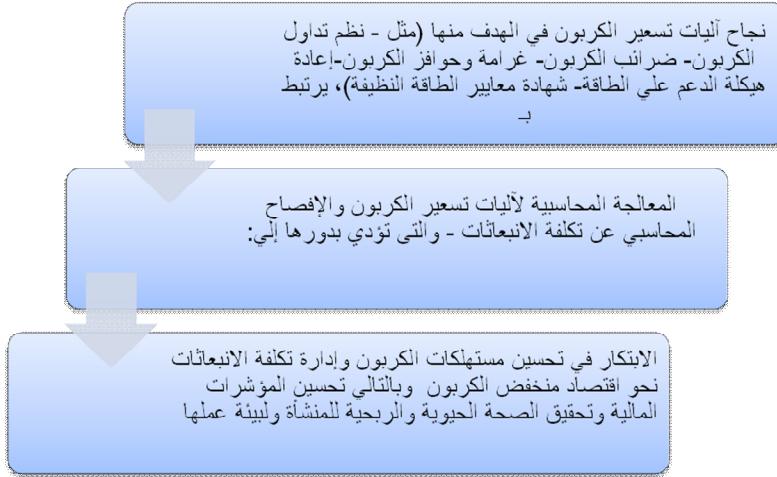 نجاح آليات تسعير الكربون في الهدف منها (مثل - نظم تداول
الكربون- ضرائب الكربون- غرامة وحوافز الكربون-إعادة
هيكلة الدعم علي الطاقة- شهادة معايير الطاقة النظيفة)، يرتبط
بـ
المعالجة المحاسبية لآليات تسعير الكربون والإفصاح
المحاسبي عن تكلفة الانبعاثات - والتى تؤدي بدورها إلي:
الابتكار في تحسين مستهلكات الكربون وإدارة تكلفة الانبعاثات
نحو اقتصاد منخفض الكربون وبالتالي تحسين المؤشرات
المالية وتحقيق الصحة الحيوية والربحية للمنشأة ولبيئة عملها